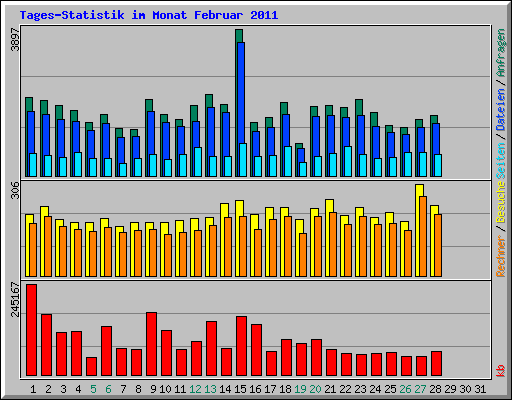 Tages-Statistik im Monat Februar 2011
3897
306
245167
Rechner / Besuche Seiten / Dateien / Anfragen
kb
1 2 3 4 5 6 7 8 9 10 11 12 13 14 15 16 17 18 19 20 21 22 23 24 25 26 27 28 29 30 31